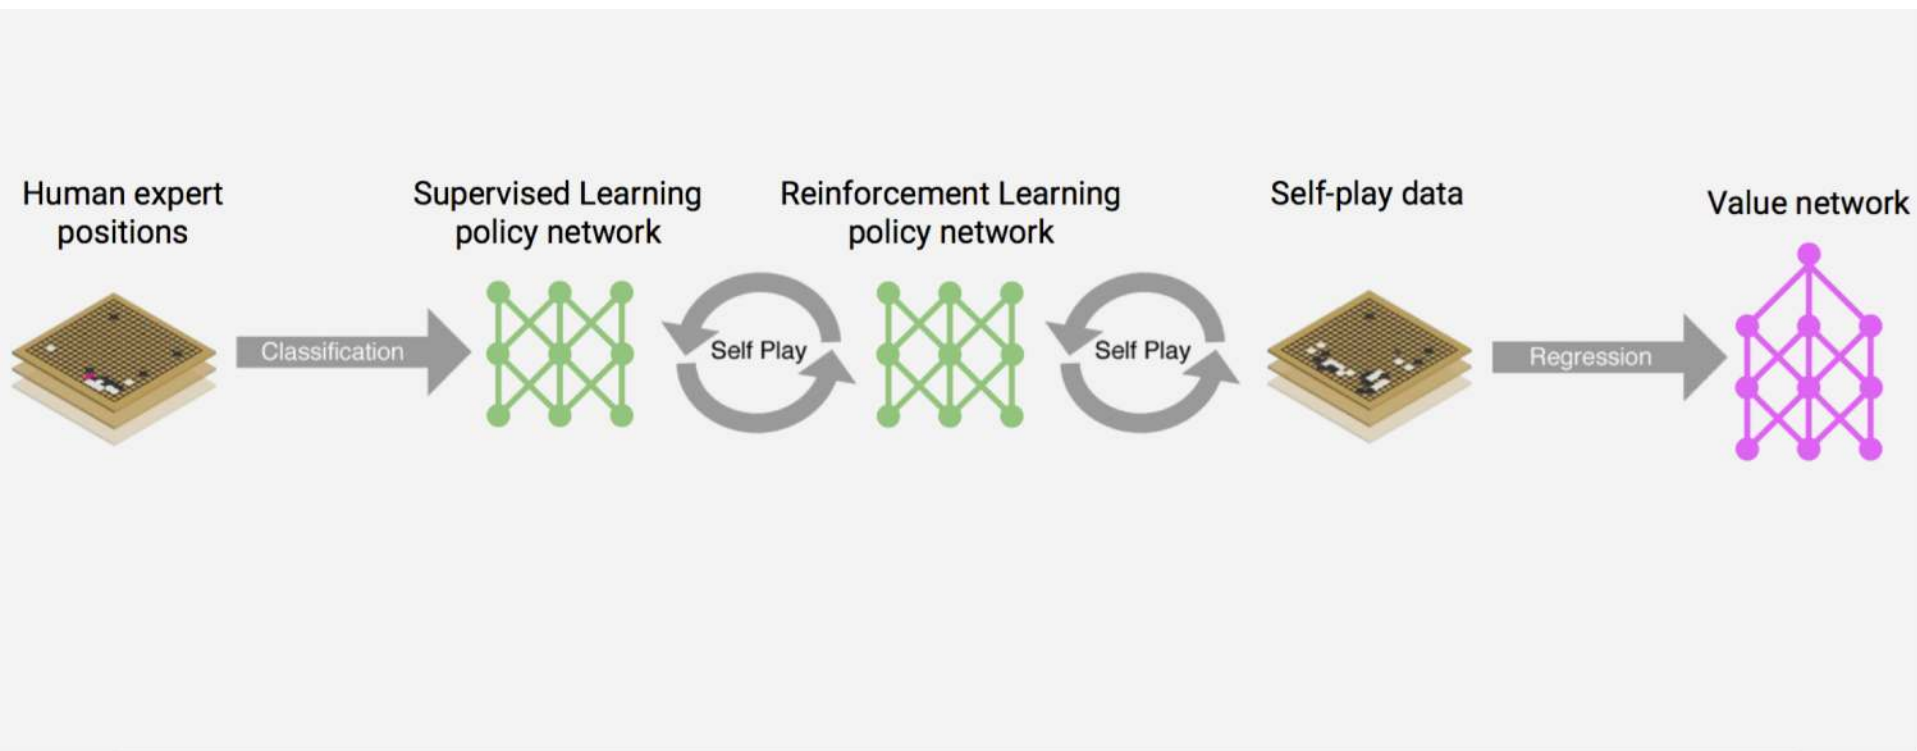 Human expert
positions
Supervised Learning
policy network
Reinforcement Learning
policy network
Self-play data
Value network
Classification
Self Play
Self Play
Regression